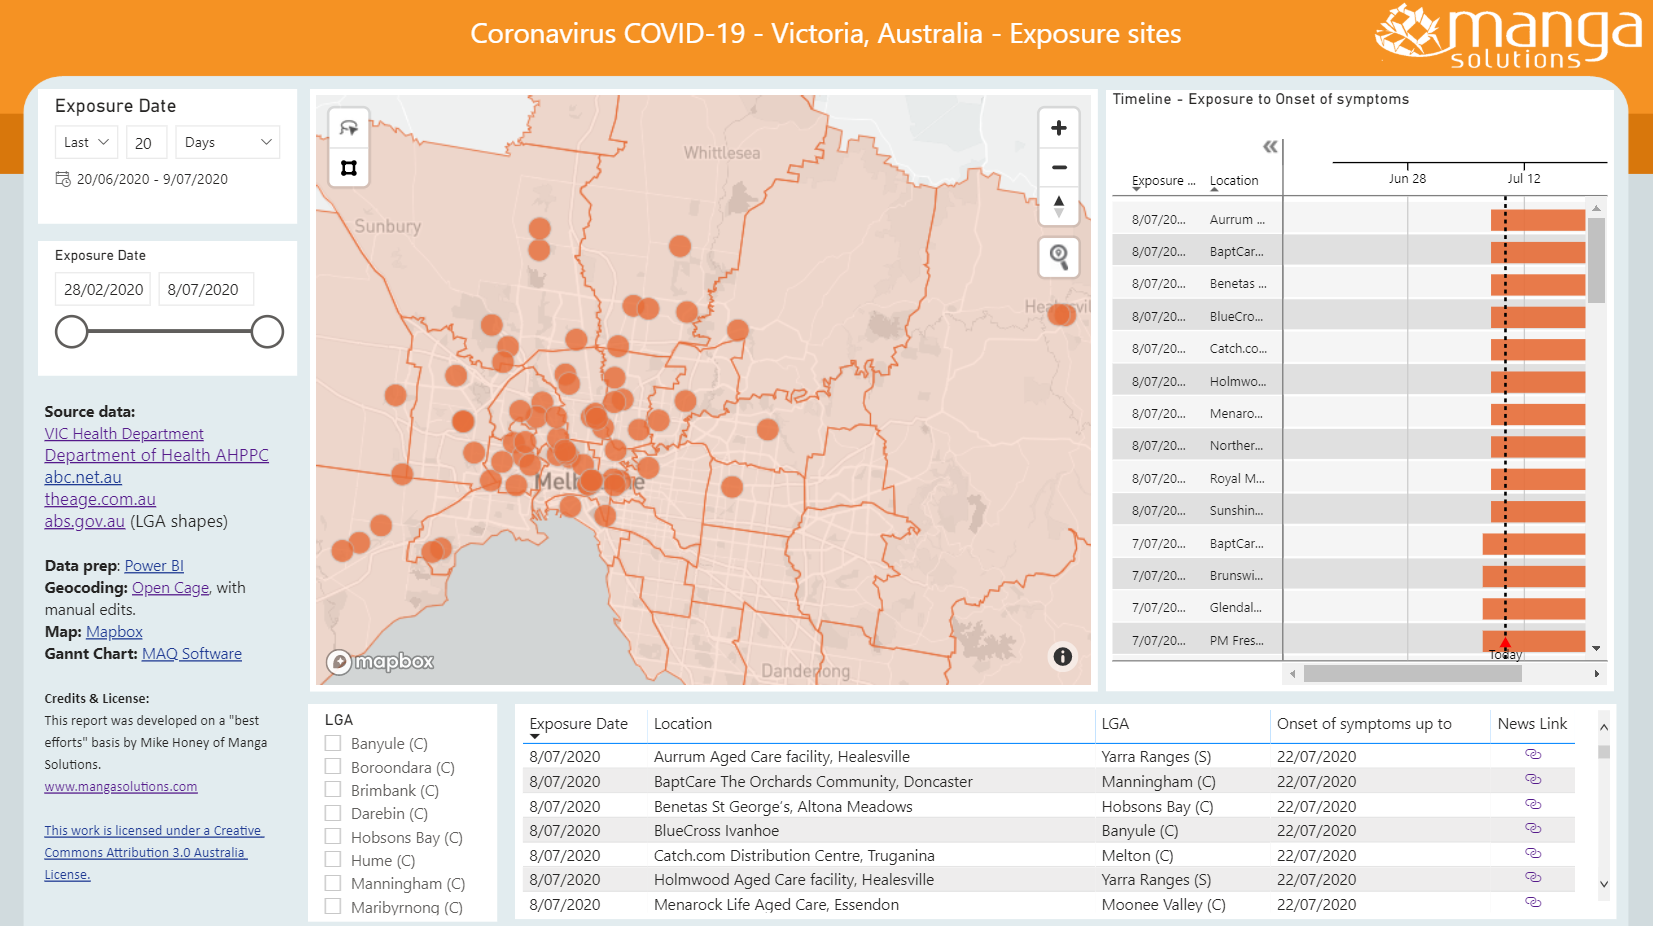 Coronavirus COVID-19 - Victoria, Australia - Exposure sites
manga
solutions
Exposure Date
Last 20 Days
20/06/2020 - 9/07/2020
Exposure Date
28/02/2020 8/07/2020
Source data:
VIC Health Department
Department of Health AHPPC
abc.net.au
theage.com.au
abs.gov.au (LGA shapes)
Data prep: Power BI
Geocoding: Open Cage, with
manual edits.
Map: Mapbox
Gannt Chart: MAQ Software
Credits & License:
This report was developed on a "best
efforts" basis by Mike Honey of Manga
Solutions.
www.mangasolutions.com
This work is licensed under a Creative
Commons Attribution 3.0 Australia
License.
Whittlesea
Sunbury
Dandenong
mapbox
Timeline - Exposure to Onset of symptoms
Exposure ... Location Jun 28 Jul 12
8/07/20... Aurrum ...
8/07/20... BaptCar...
8/07/20... Benetas ...
8/07/20... BlueCro...
8/07/20... Catch.co...
8/07/20... Holmwo...
8/07/20... Menaro...
8/07/20... Norther...
8/07/20... Royal M...
8/07/20... Sunshin...
7/07/20... BaptCar...
7/07/20... Brunswi...
7/07/20... Glendal...
7/07/20... PM Fres...
Today
LGA
Banyule (C)
Boroondara (C)
Brimbank (C)
Darebin (C)
Hobsons Bay (C)
Hume (C)
Manningham (C)
Maribyrnong (C)
Exposure Date Location LGA Onset of symptoms up to News Link
8/07/2020 Aurrum Aged Care facility, Healesville Yarra Ranges (S) 22/07/2020
8/07/2020 BaptCare The Orchards Community, Doncaster Manningham (C) 22/07/2020
8/07/2020 Benetas St George's, Altona Meadows Hobsons Bay (C) 22/07/2020
8/07/2020 BlueCross Ivanhoe Banyule (C) 22/07/2020
8/07/2020 Catch.com Distribution Centre, Truganina Melton (C) 22/07/2020
8/07/2020 Holmwood Aged Care facility, Healesville Yarra Ranges (S) 22/07/2020
8/07/2020 Menarock Life Aged Care, Essendon Moonee Valley (C) 22/07/2020